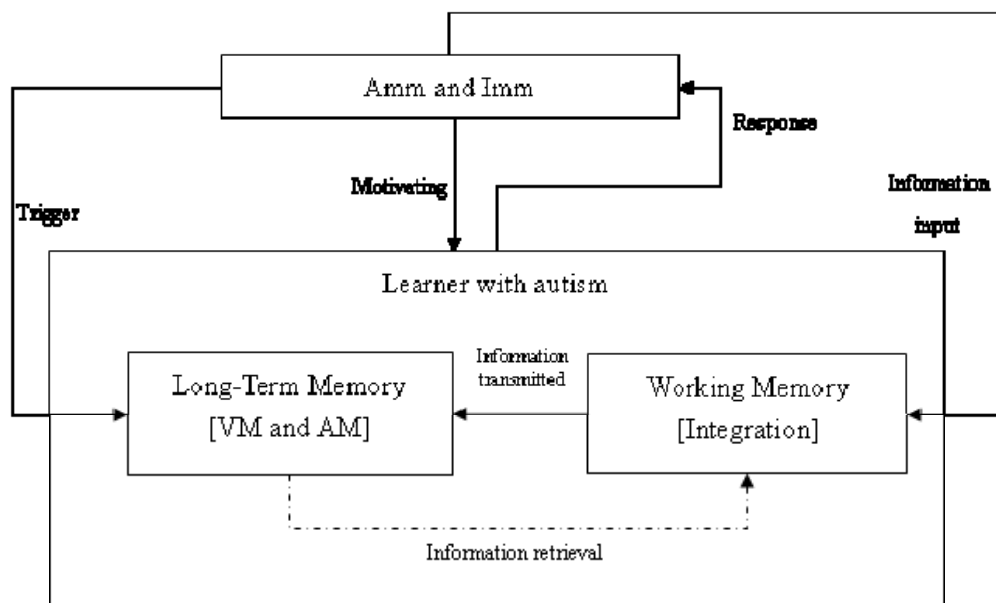 Amm and Imm
Response
Motivating
Information
input
Trigger
Learner with autism
Long-Term Memory
[VM and AM]
Information
transmitted
Working Memory
[Integration]
Information retrieval